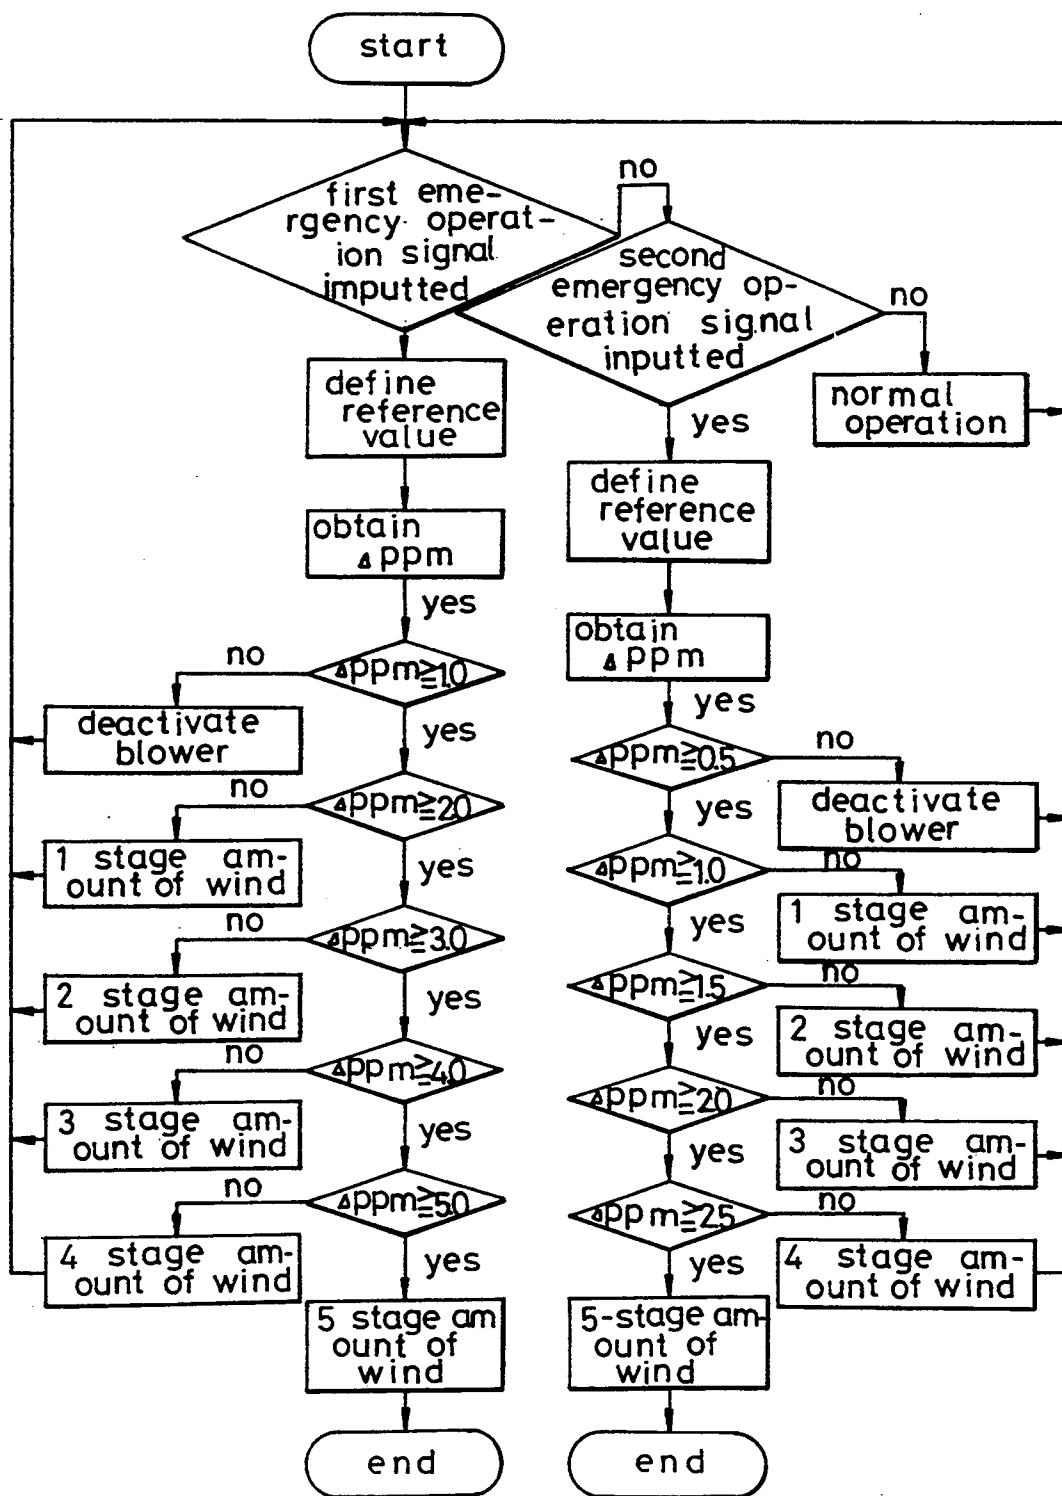 start
first eme-
rgency operat-
ion signal
imputted
no
second
emergency op-
eration signal
inputted
no
normal
operation
define
reference
value
yes
define
reference
value
obtain
Δppm
yes
obtain
Δppm
yes
Δppm≧1.0
no
deactivate
blower
yes
Δppm≧2.0
no
1 stage am-
ount of wind
yes
Δppm≧3.0
no
2 stage am-
ount of wind
yes
Δppm≧4.0
no
3 stage am-
ount of wind
yes
Δppm≧5.0
no
4 stage am-
ount of wind
yes
5 stage am
ount of
wind
end
Δppm≧0.5
no
deactivate
blower
yes
Δppm≧1.0
no
1 stage am-
ount of wind
yes
Δppm≧1.5
no
2 stage am-
ount of wind
yes
Δppm≧2.0
no
3 stage am-
ount of wind
yes
Δppm≧2.5
no
4 stage am-
ount of wind
yes
5-stage am-
ount of
wind
end